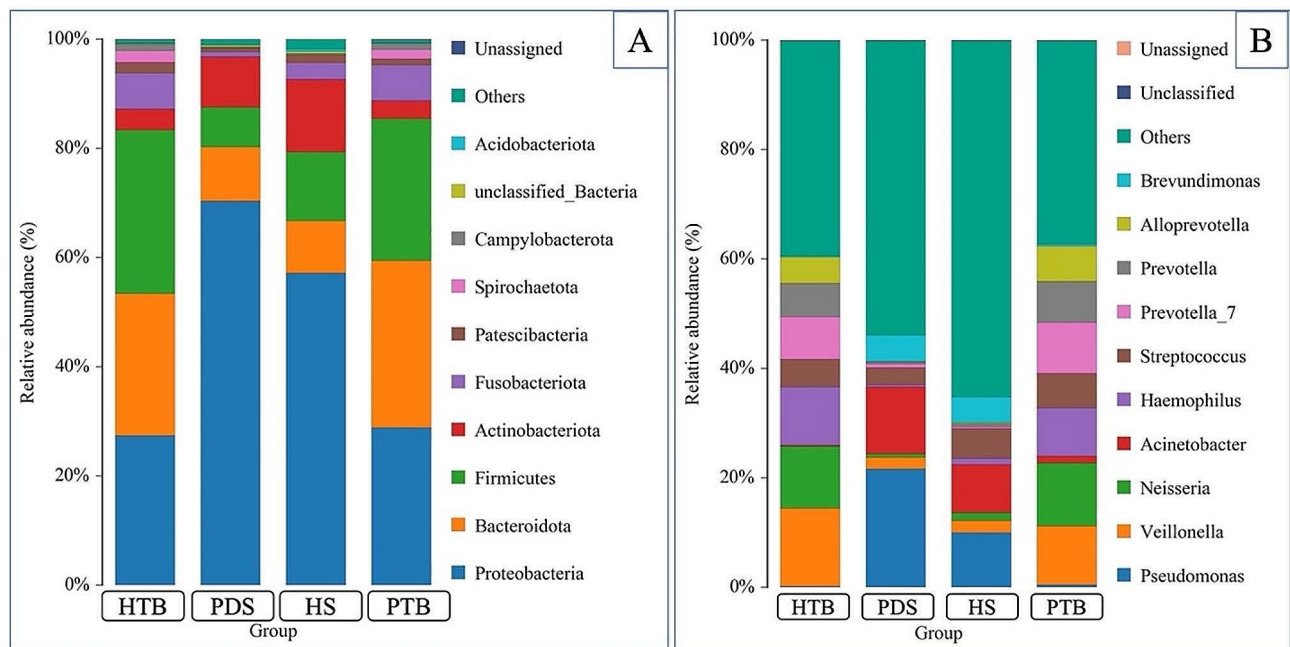 A
Relative abundance (%)
100%
80%
60%
40%
20%
0%
HTB
PDS
HS
PTB
Group
Unassigned
Others
Acidobacteriota
unclassified_Bacteria
Campylobacterota
Spirochaetota
Patescibacteria
Fusobacteriota
Actinobacteriota
Firmicutes
Bacteroidota
Proteobacteria
B
Relative abundance (%)
100%
80%
60%
40%
20%
0%
HTB
PDS
HS
PTB
Group
Unassigned
Unclassified
Others
Brevundimonas
Alloprevotella
Prevotella
Prevotella_7
Streptococcus
Haemophilus
Acinetobacter
Neisseria
Veillonella
Pseudomonas